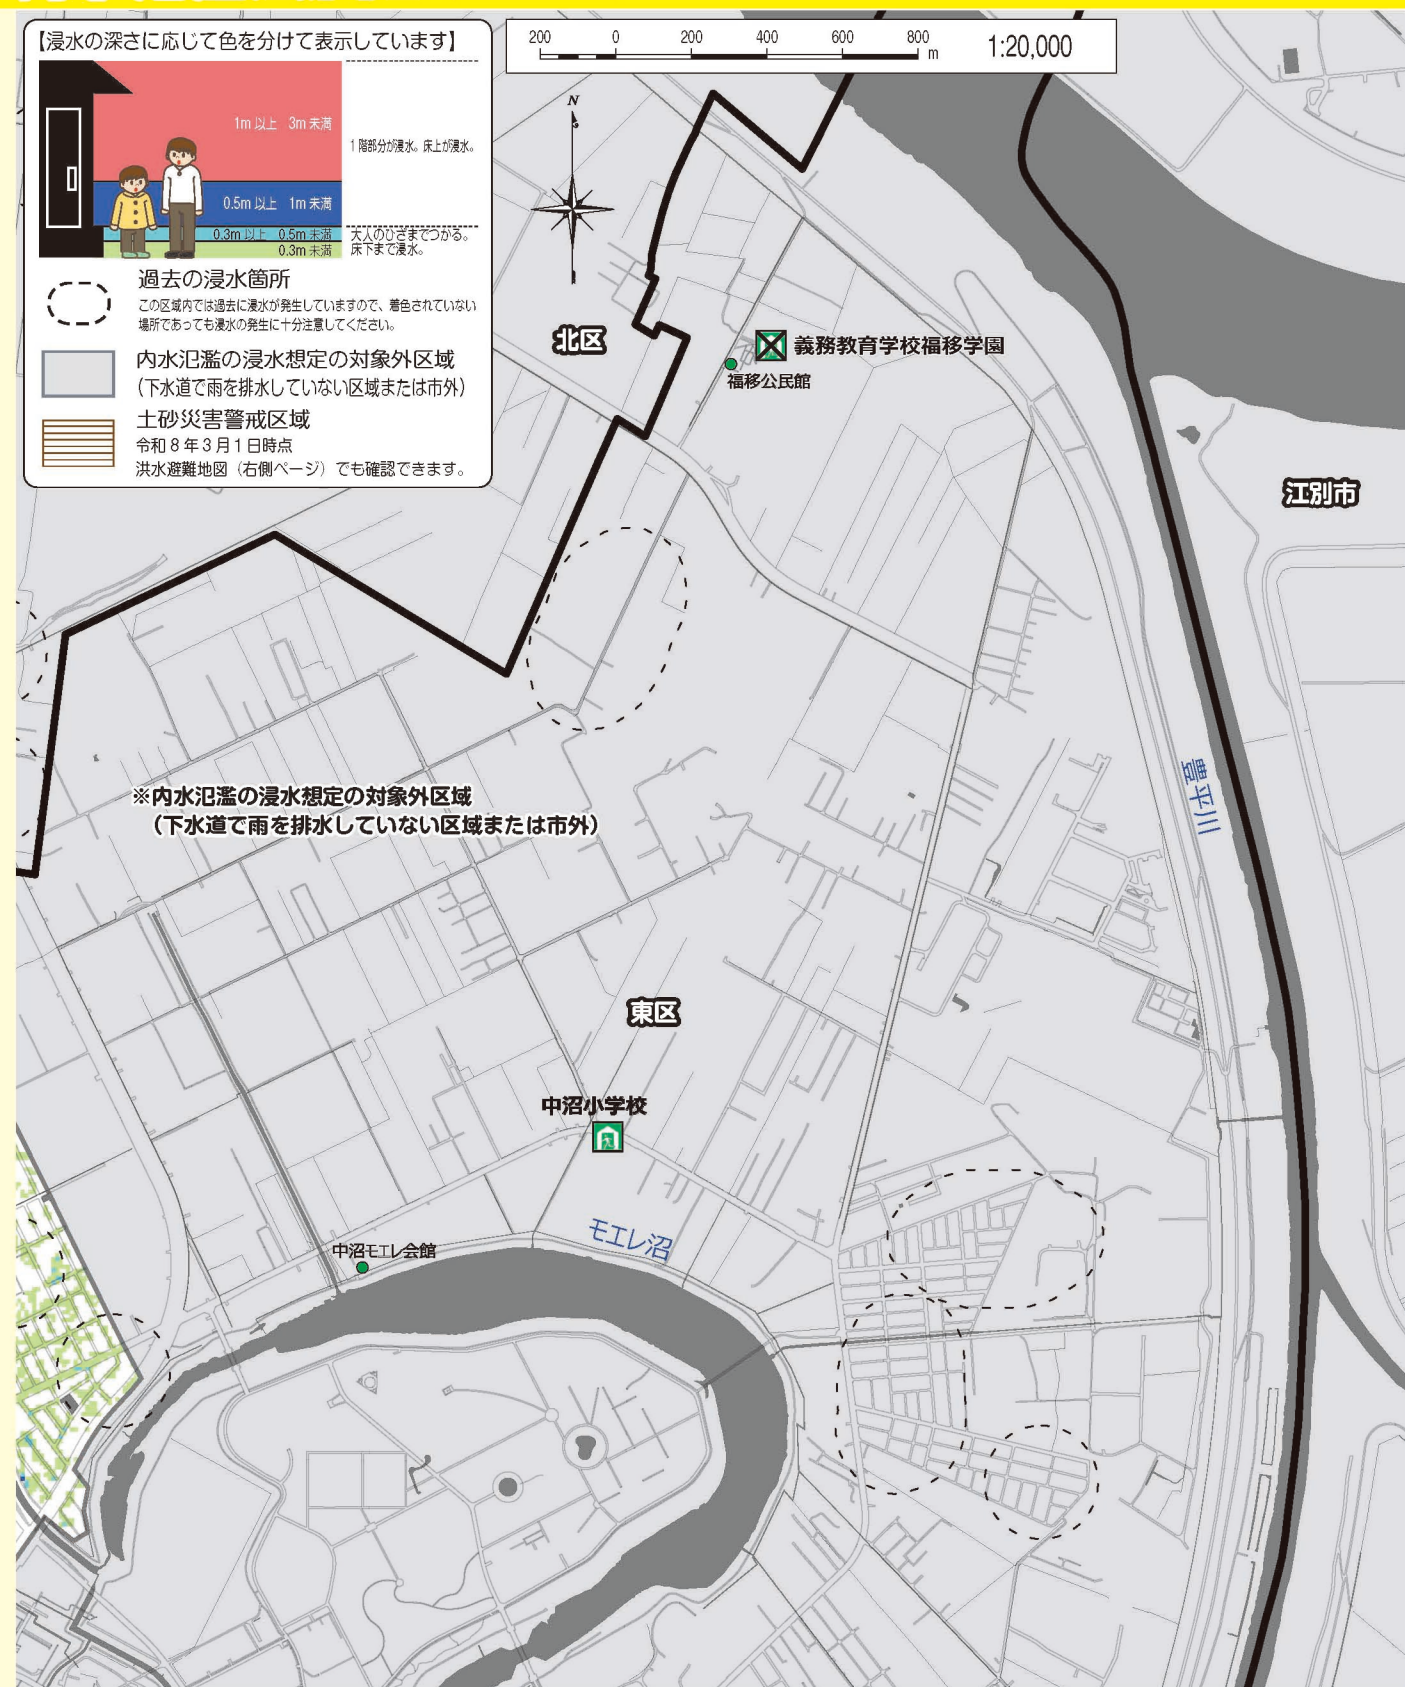 【浸水の深さに応じて色を分けて表示しています】
1m 以上 3m 未満
1 階部分が浸水。床上が浸水。
0.5m 以上 1m 未満
0.3m 以上 0.5m 未満
大人のひざまでつかる。
0.3m 未満
床下まで浸水。
過去の浸水箇所
この区域内では過去に浸水が発生していますので、着色されていない
場所であっても浸水の発生に十分注意してください。
内水氾濫の浸水想定の対象外区域
(下水道で雨を排水していない区域または市外)
土砂災害警戒区域
令和 8 年 3 月 1 日時点
洪水避難地図(右側ページ)でも確認できます。
200 0 200 400 600 800 m
1:20,000
N
北区
義務教育学校福移学園
福移公民館
江別市
豊平川
※内水氾濫の浸水想定の対象外区域
(下水道で雨を排水していない区域または市外)
東区
中沼小学校
モエレ沼
中沼モエレ会館